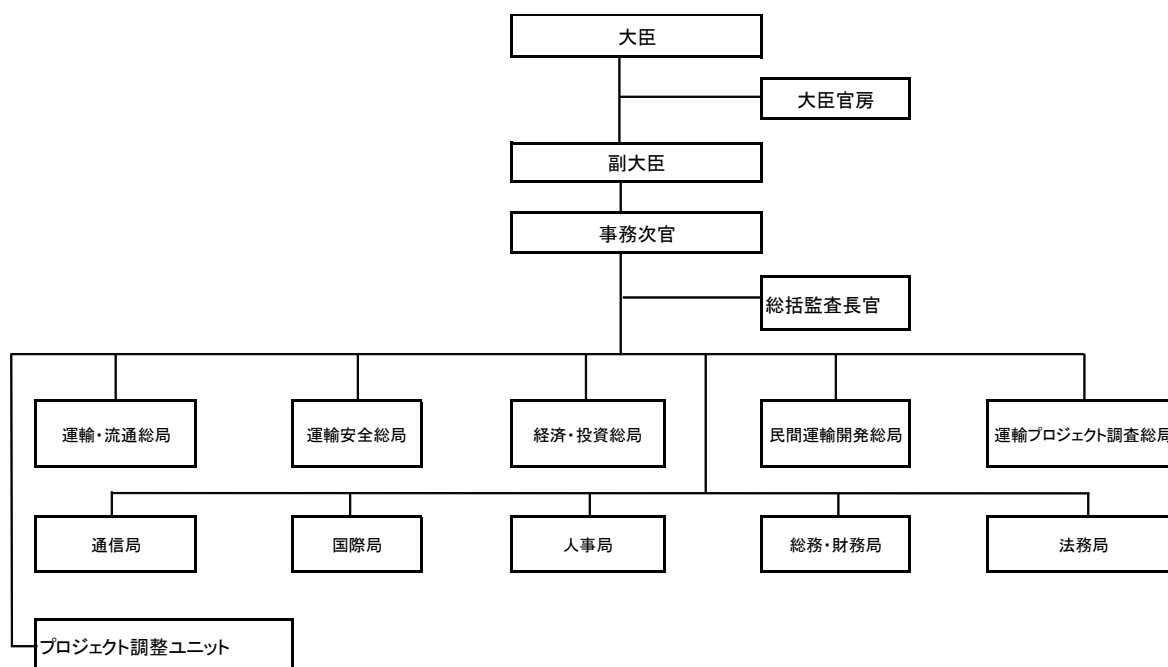 大臣
大臣官房
副大臣
事務次官
総括監査長官
運輸・流通総局
運輸安全総局
経済・投資総局
民間運輸開発総局
運輸プロジェクト調査総局
通信局
国際局
人事局
総務・財務局
法務局
プロジェクト調整ユニット